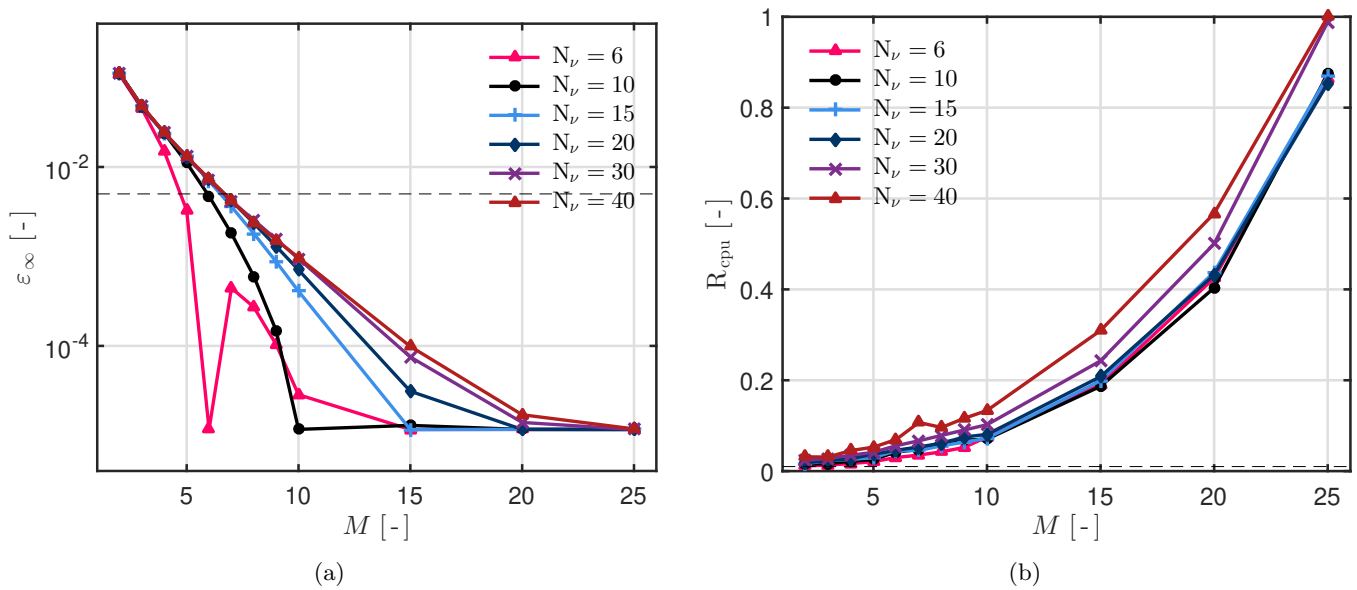 N_ν = 6
N_ν = 10
N_ν = 15
N_ν = 20
N_ν = 30
N_ν = 40
10^-2
10^-4
ε_∞ [ - ]
5 10 15 20 25
M [ - ]
(a)
N_ν = 6
N_ν = 10
N_ν = 15
N_ν = 20
N_ν = 30
N_ν = 40
1
0.8
0.6
0.4
0.2
0
R_cpu [ - ]
5 10 15 20 25
M [ - ]
(b)